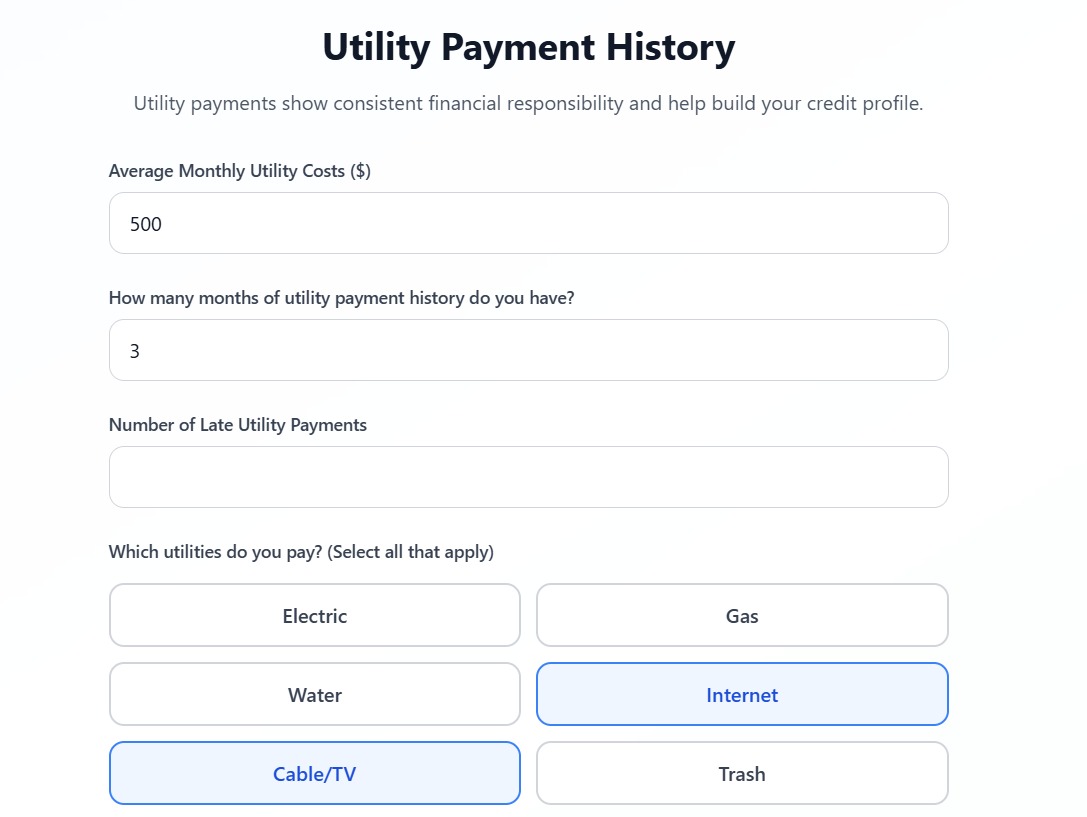 Utility Payment History
Utility payments show consistent financial responsibility and help build your credit profile.
Average Monthly Utility Costs ($)
500
How many months of utility payment history do you have?
3
Number of Late Utility Payments
Which utilities do you pay? (Select all that apply)
Electric
Gas
Water
Internet
Cable/TV
Trash